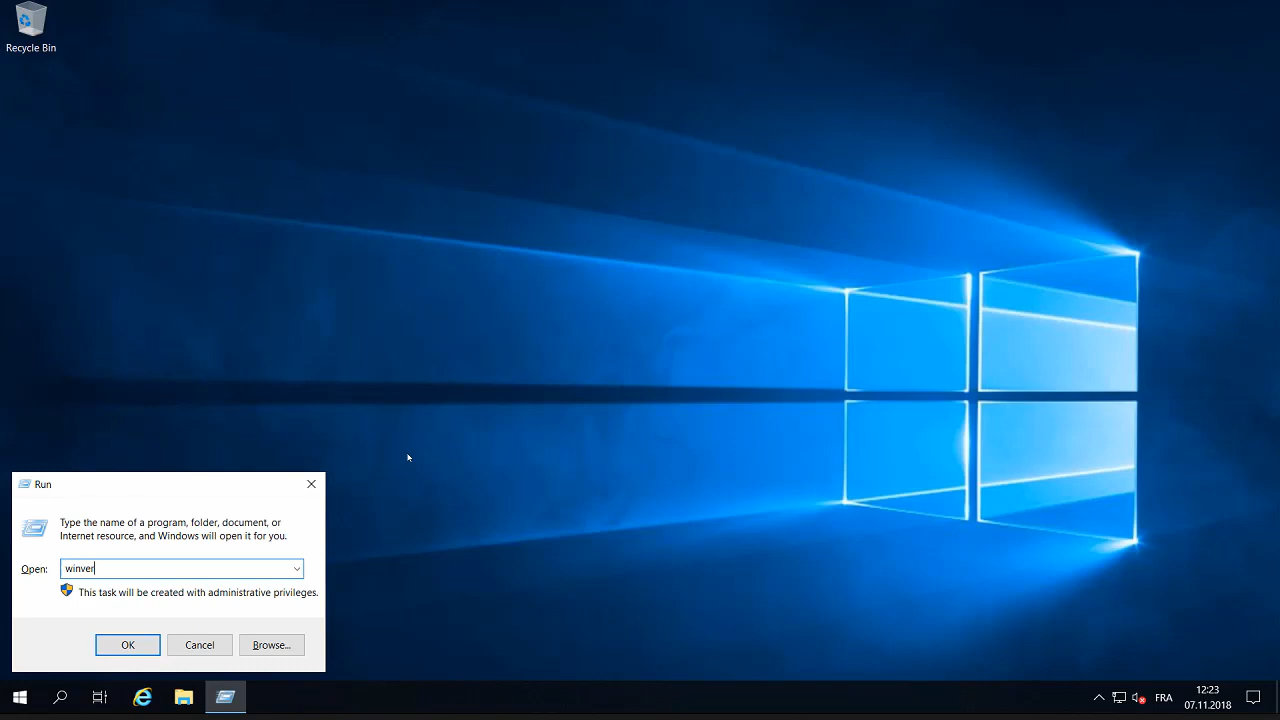 Recycle Bin
Run
Type the name of a program, folder, document, or
Internet resource, and Windows will open it for you.
Open: winver
This task will be created with administrative privileges.
OK Cancel Browse...
FRA
12:23
07.11.2018